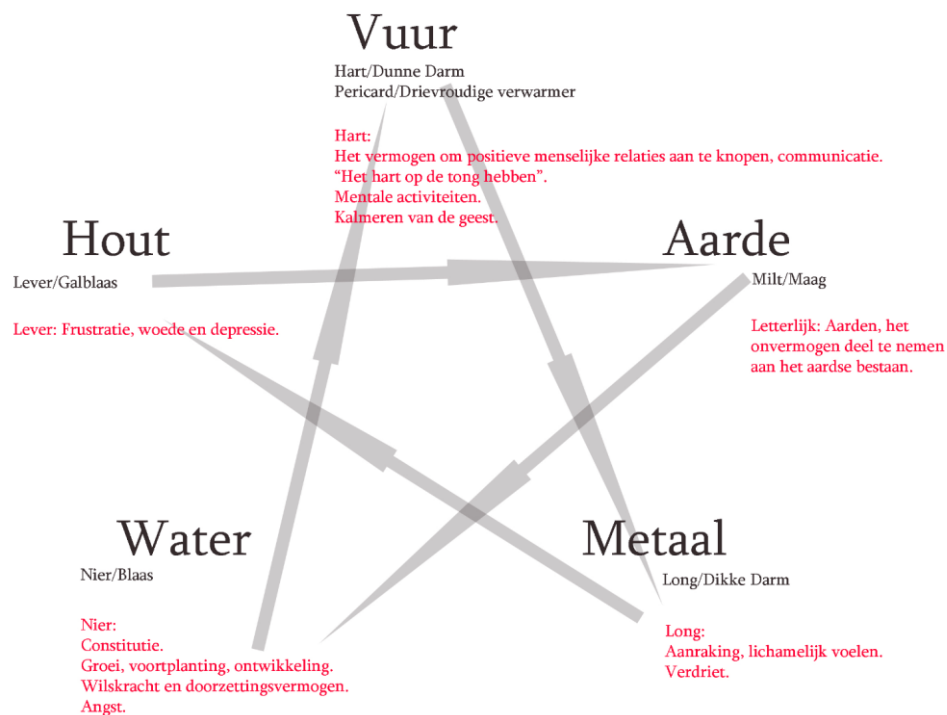 Vuur
Hart/Dunne Darm
Pericard/Drievroudige verwarmer
Hart:
Het vermogen om positieve menselijke relaties aan te knopen, communicatie.
“Het hart op de tong hebben”.
Mentale activiteiten.
Kalmeren van de geest.
Hout
Lever/Galblaas
Lever: Frustratie, woede en depressie.
Aarde
Milt/Maag
Letterlijk: Aarden, het
onvermogen deel te nemen
aan het aardse bestaan.
Water
Nier/Blaas
Nier:
Constitutie.
Groei, voortplanting, ontwikkeling.
Wilskracht en doorzettingsvermogen.
Angst.
Metaal
Long/Dikke Darm
Long:
Aanraking, lichamelijk voelen.
Verdriet.